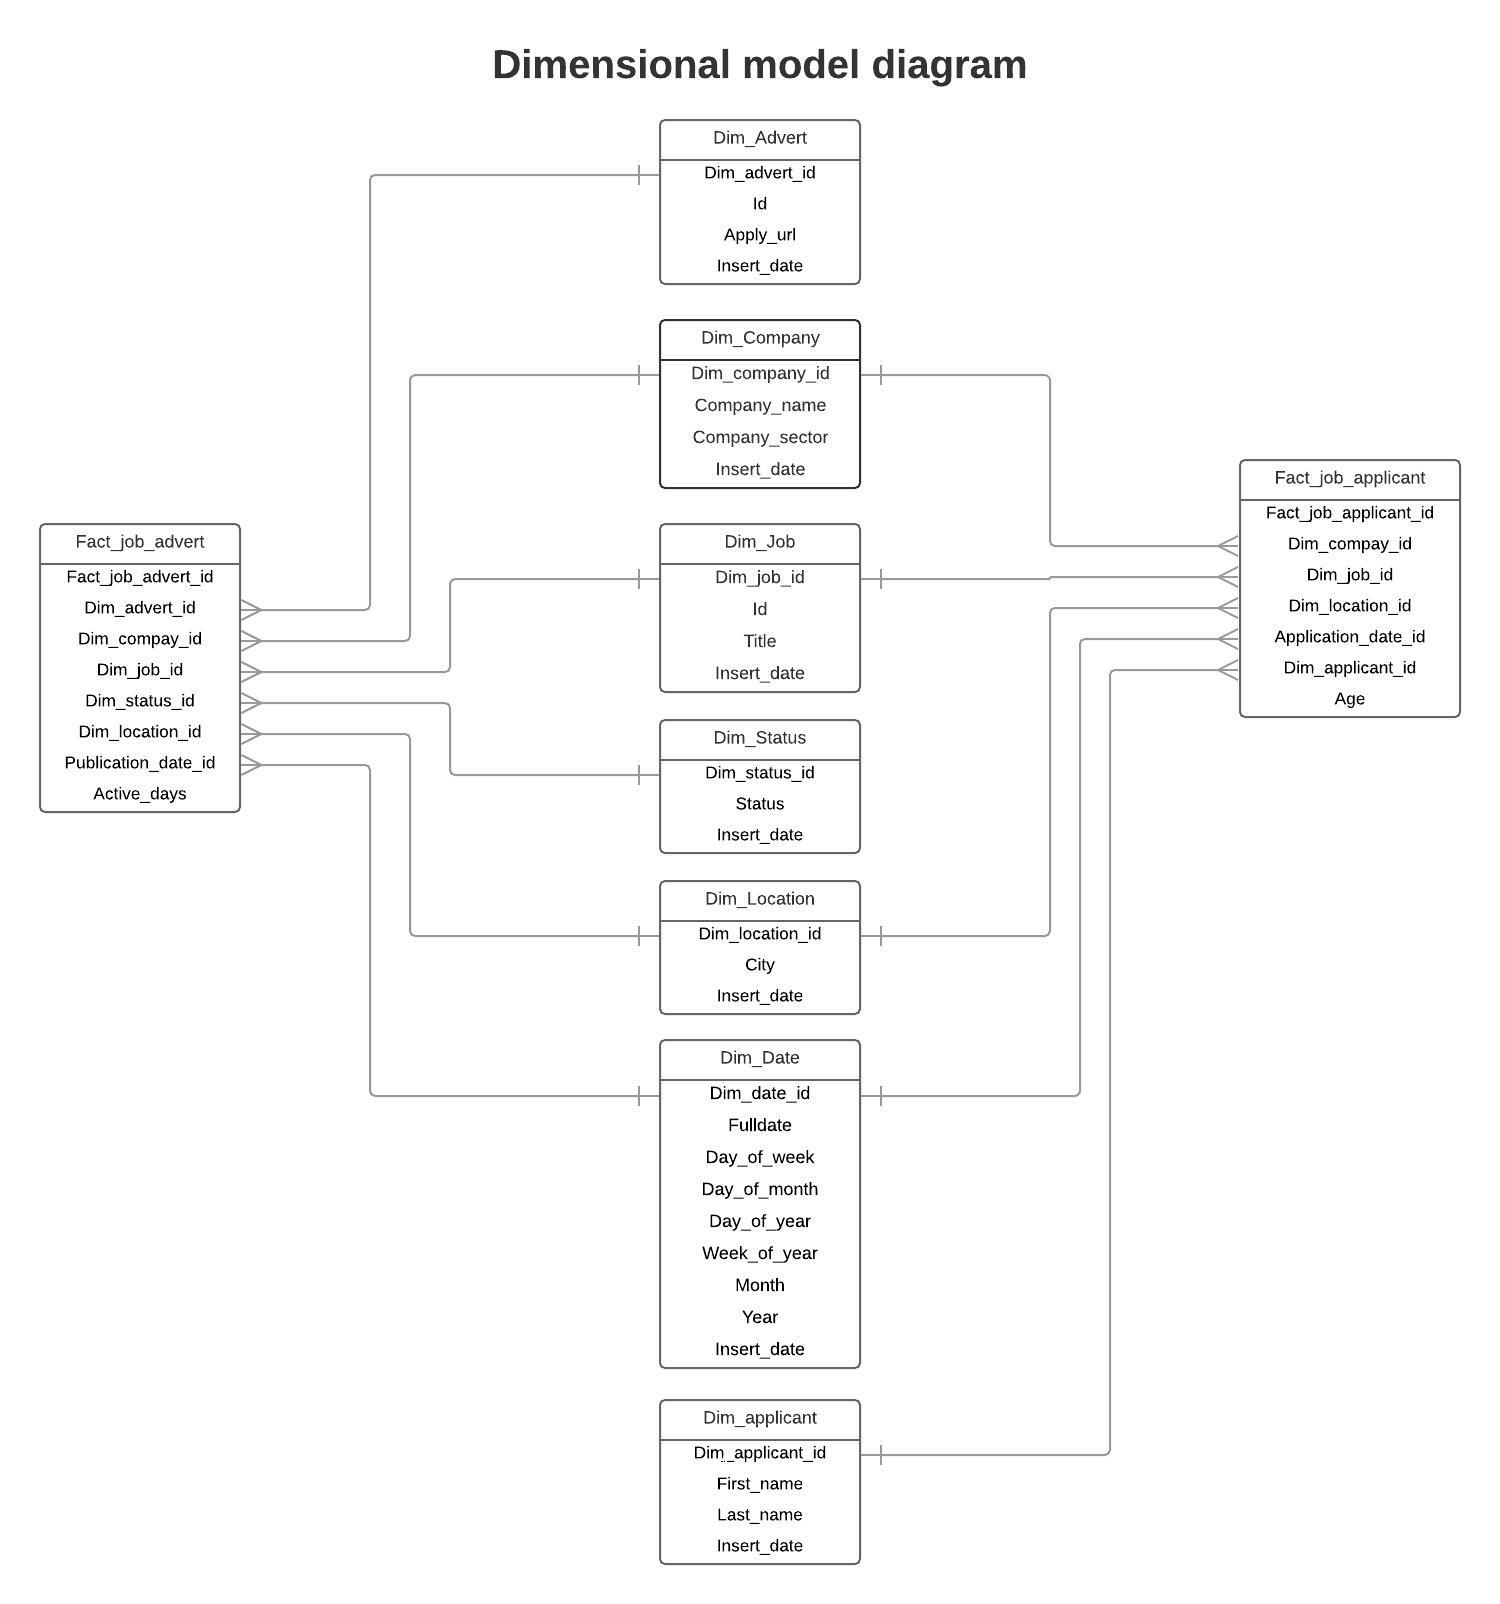 Dimensional model diagram
Dim_Advert
Dim_advert_id
Id
Apply_url
Insert_date
Dim_Company
Dim_company_id
Company_name
Company_sector
Insert_date
Fact_job_advert
Fact_job_advert_id
Dim_advert_id
Dim_compay_id
Dim_job_id
Dim_status_id
Dim_location_id
Publication_date_id
Active_days
Dim_Job
Dim_job_id
Id
Title
Insert_date
Fact_job_applicant
Fact_job_applicant_id
Dim_compay_id
Dim_job_id
Dim_location_id
Application_date_id
Dim_applicant_id
Age
Dim_Status
Dim_status_id
Status
Insert_date
Dim_Location
Dim_location_id
City
Insert_date
Dim_Date
Dim_date_id
Fulldate
Day_of_week
Day_of_month
Day_of_year
Week_of_year
Month
Year
Insert_date
Dim_applicant
Dim_applicant_id
First_name
Last_name
Insert_date